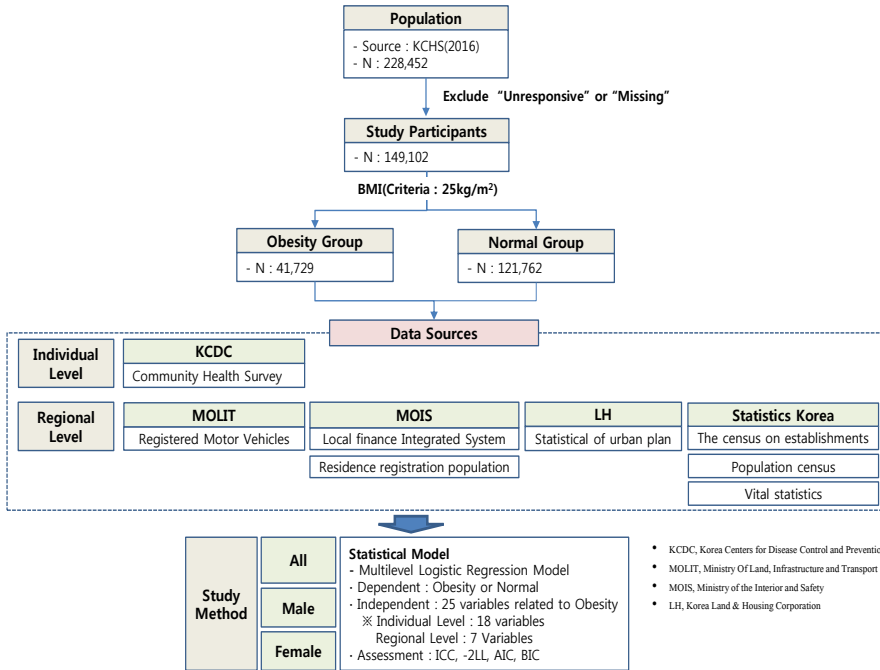 Population
- Source : KCHS(2016)
- N : 228,452
Exclude "Unresponsive" or "Missing"
Study Participants
- N : 149,102
BMI(Criteria : 25kg/m²)
Obesity Group
- N : 41,729
Normal Group
- N : 121,762
Data Sources
Individual
Level
KCDC
Community Health Survey
Regional
Level
MOLIT
Registered Motor Vehicles
MOIS
Local finance Integrated System
Residence registration population
LH
Statistical of urban plan
Statistics Korea
The census on establishments
Population census
Vital statistics
Study
Method
All
Male
Female
Statistical Model
- Multilevel Logistic Regression Model
· Dependent : Obesity or Normal
· Independent : 25 variables related to Obesity
※ Individual Level : 18 variables
Regional Level : 7 Variables
· Assessment : ICC, -2LL, AIC, BIC
• KCDC, Korea Centers for Disease Control and Preventio
• MOLIT, Ministry Of Land, Infrastructure and Transport
• MOIS, Ministry of the Interior and Safety
• LH, Korea Land & Housing Corporation